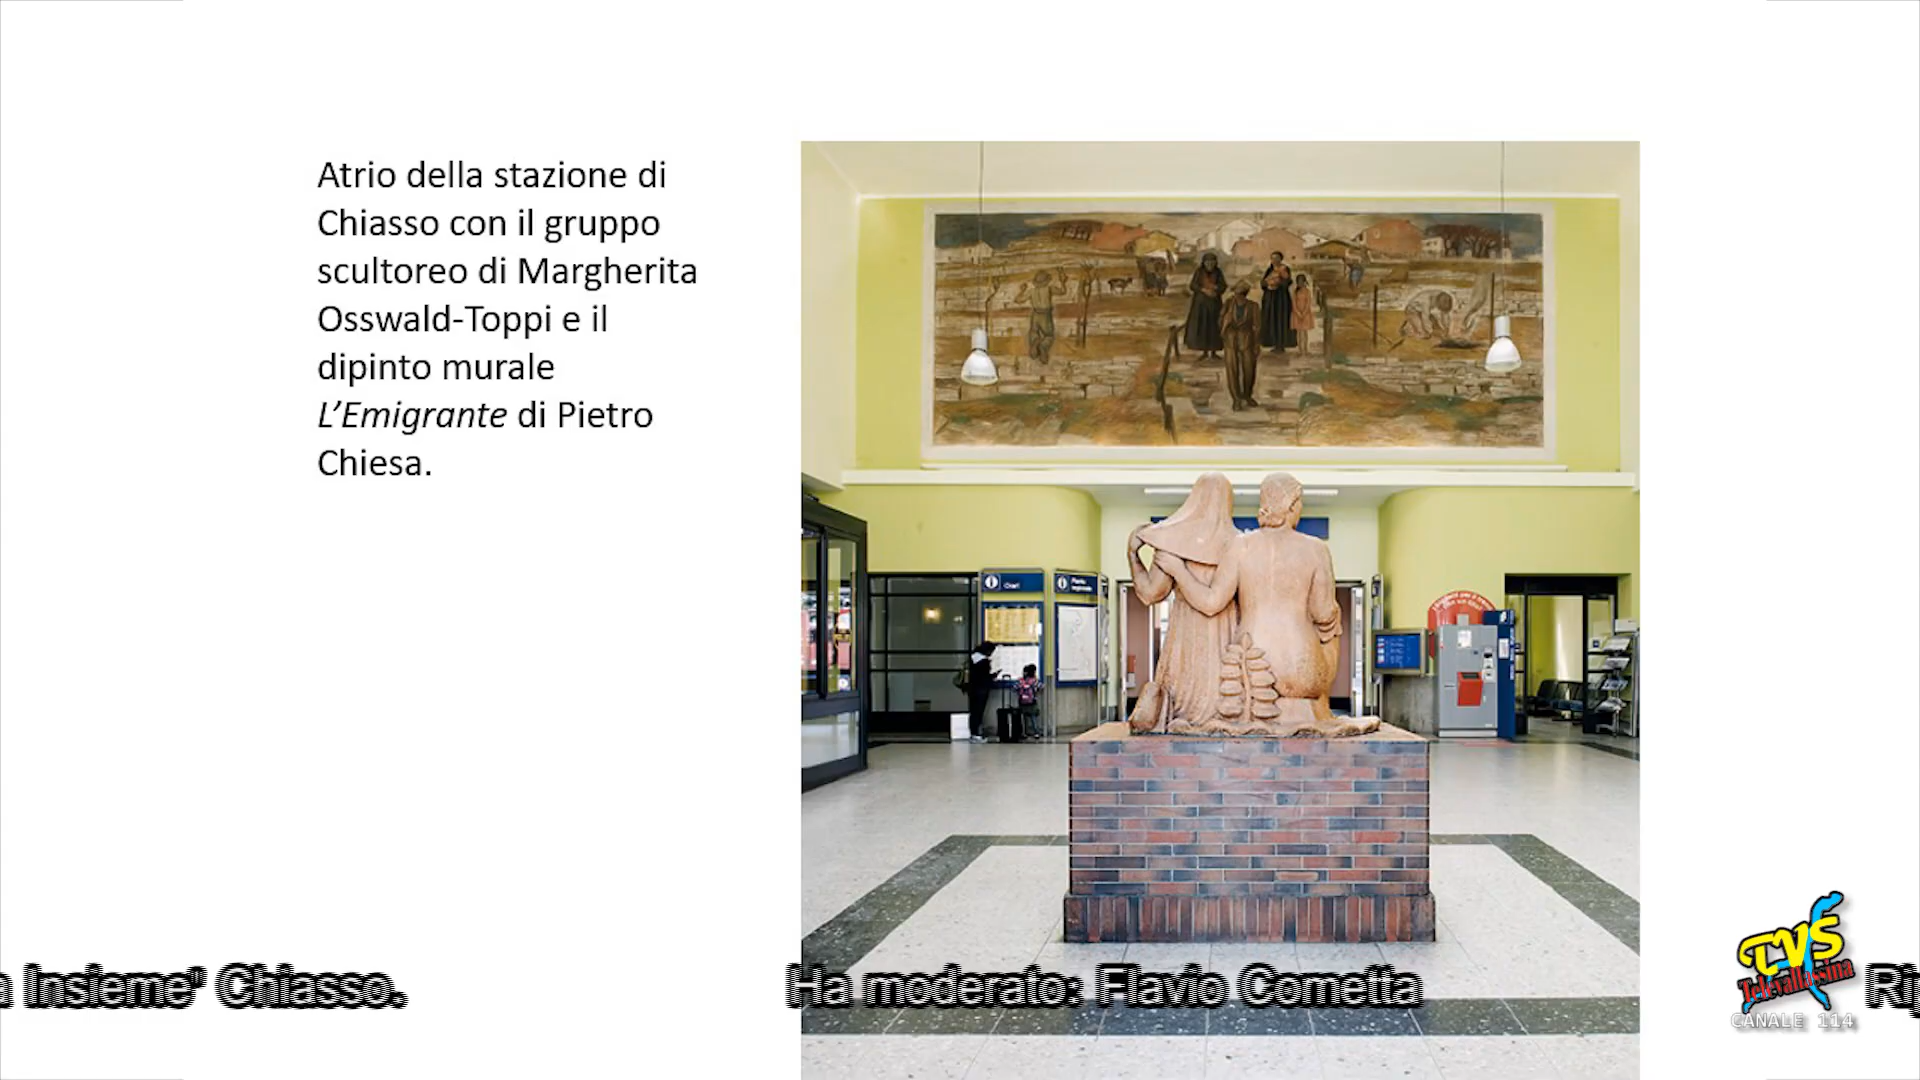 Atrio della stazione di
Chiasso con il gruppo
scultoreo di Margherita
Osswald-Toppi e il
dipinto murale
L’Emigrante di Pietro
Chiesa.
Insieme" Chiasso.
Ha moderato: Flavio Cometta
TVS
Televallassina
CANALE 114